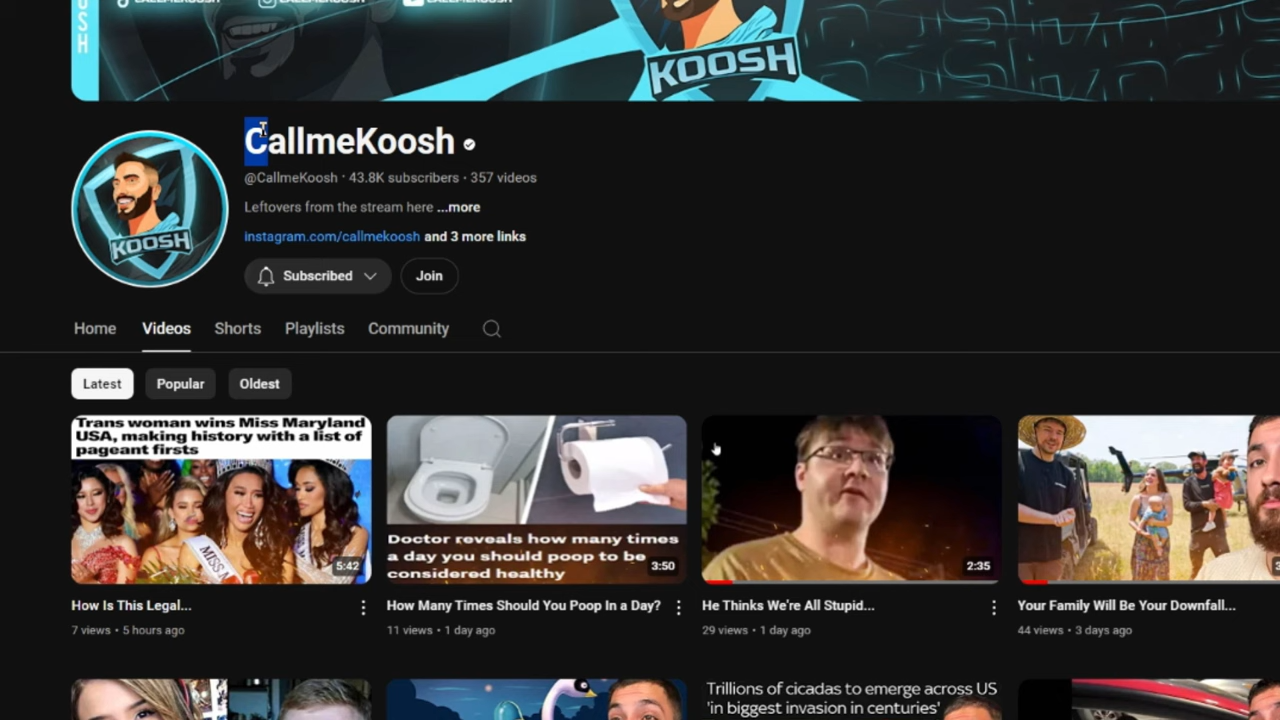 KOOSH
CallmeKoosh
@CallmeKoosh · 43.8K subscribers · 357 videos
Leftovers from the stream here ...more
instagram.com/callmekoosh and 3 more links
KOOSH
Subscribed
Join
Home Videos Shorts Playlists Community
Latest Popular Oldest
Trans woman wins Miss Maryland
USA, making history with a list of
pageant firsts
MISS
5:42
Doctor reveals how many times
a day you should poop to be
considered healthy
3:50
2:35
How Is This Legal...
How Many Times Should You Poop In a Day?
He Thinks We're All Stupid...
Your Family Will Be Your Downfall...
7 views · 5 hours ago
11 views · 1 day ago
29 views · 1 day ago
44 views · 3 days ago
Trillions of cicadas to emerge across US
'in biggest invasion in centuries'